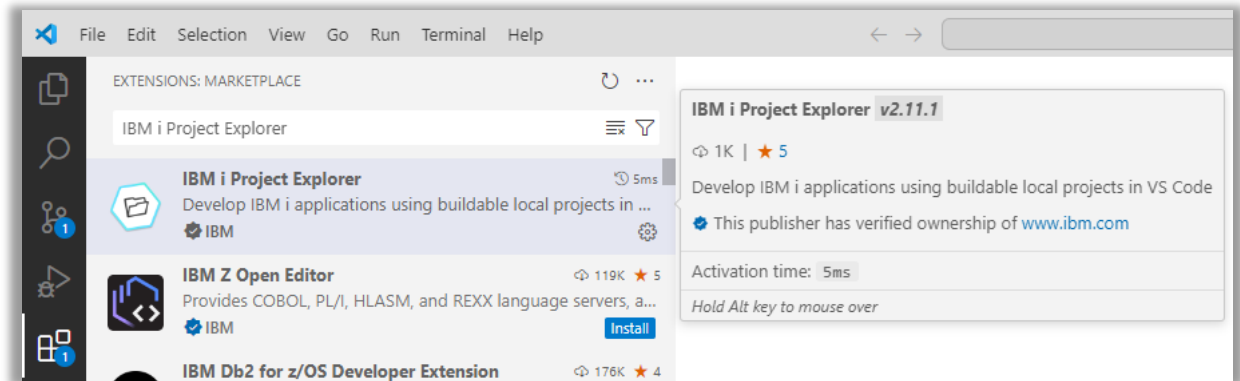 File Edit Selection View Go Run Terminal Help
EXTENSIONS: MARKETPLACE
IBM i Project Explorer
IBM i Project Explorer 5ms
Develop IBM i applications using buildable local projects in ...
IBM
IBM Z Open Editor 119K ★ 5
Provides COBOL, PL/I, HLASM, and REXX language servers, a...
IBM Install
IBM Db2 for z/OS Developer Extension 176K ★ 4
1
1
IBM i Project Explorer v2.11.1
1K | ★ 5
Develop IBM i applications using buildable local projects in VS Code
This publisher has verified ownership of www.ibm.com
Activation time: 5ms
Hold Alt key to mouse over